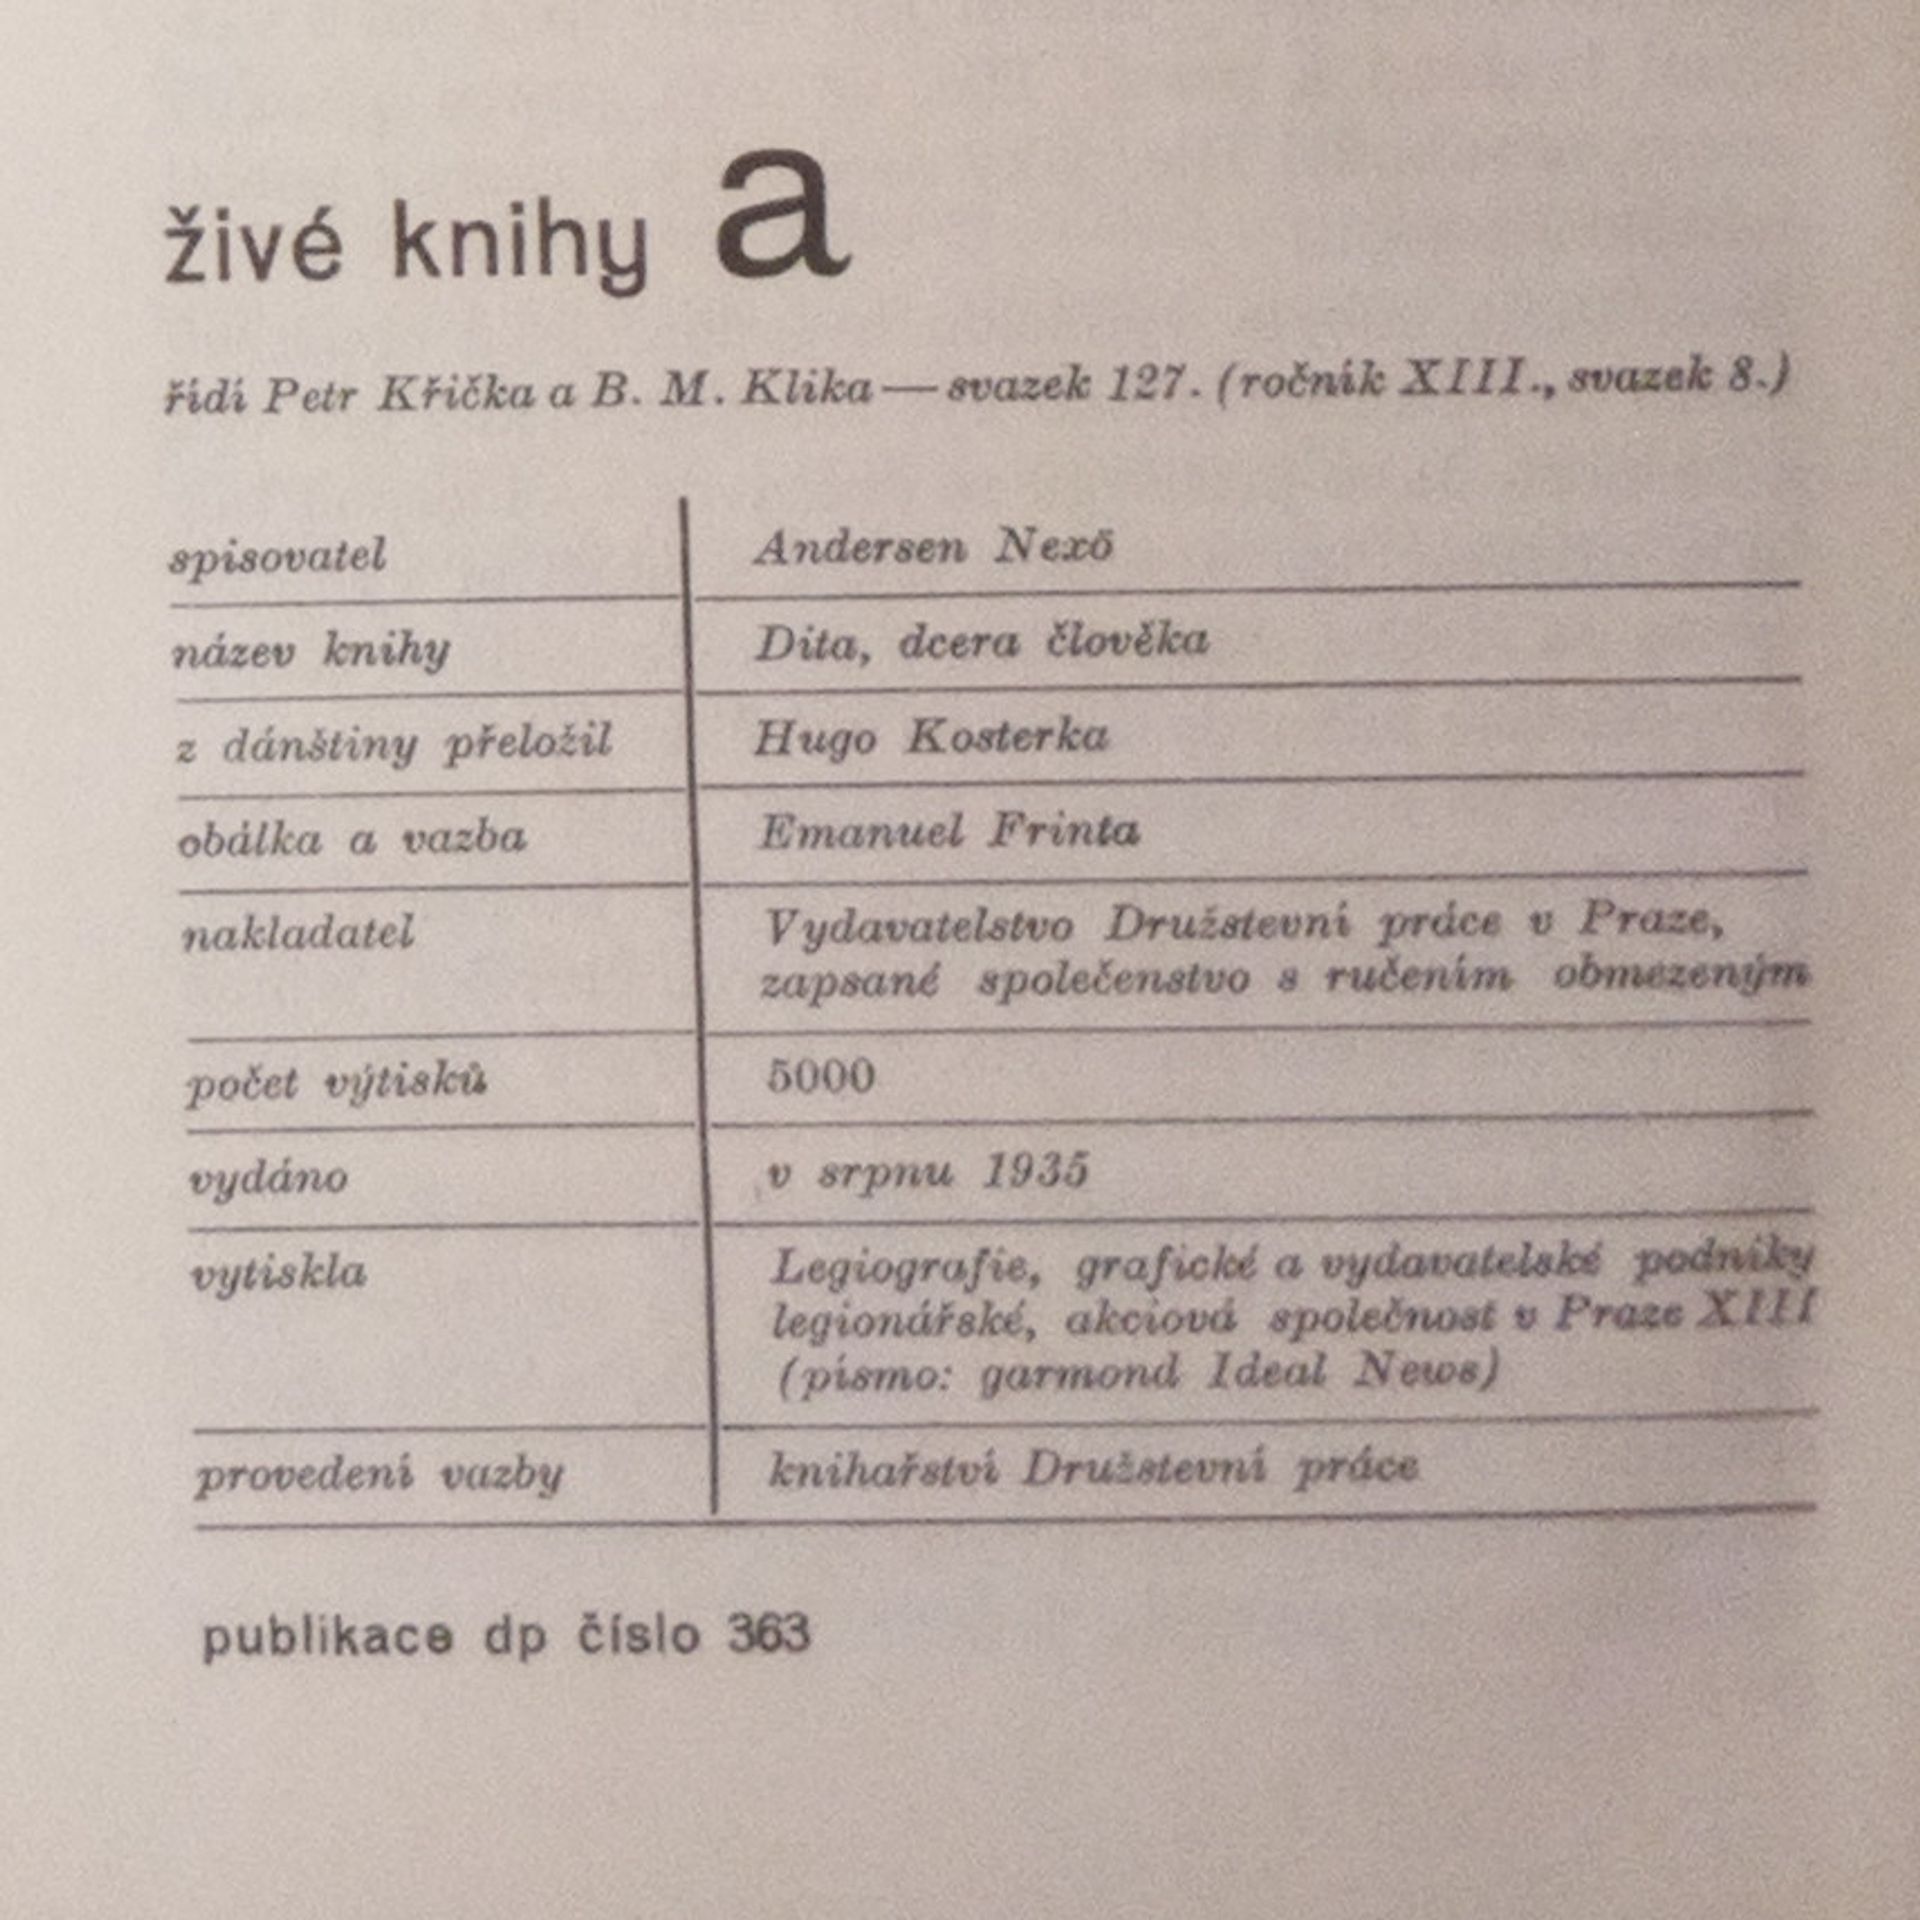 živé knihy a
řídí Petr Křička a B. M. Klika — svazek 127. (ročník XIII., svazek 8.)
spisovatel Andersen Nexö
název knihy Dita, dcera člověka
z dánštiny přeložil Hugo Kosterka
obálka a vazba Emanuel Frinta
nakladatel Vydavatelstvo Družstevní práce v Praze,
zapsané společenstvo s ručením obmezeným
počet výtisků 5000
vydáno v srpnu 1935
vytiskla Legiografie, grafické a vydavatelské podniky
legionářské, akciová společnost v Praze XIII
(písmo: garmond Ideal News)
provedení vazby knihařství Družstevní práce
publikace dp číslo 363